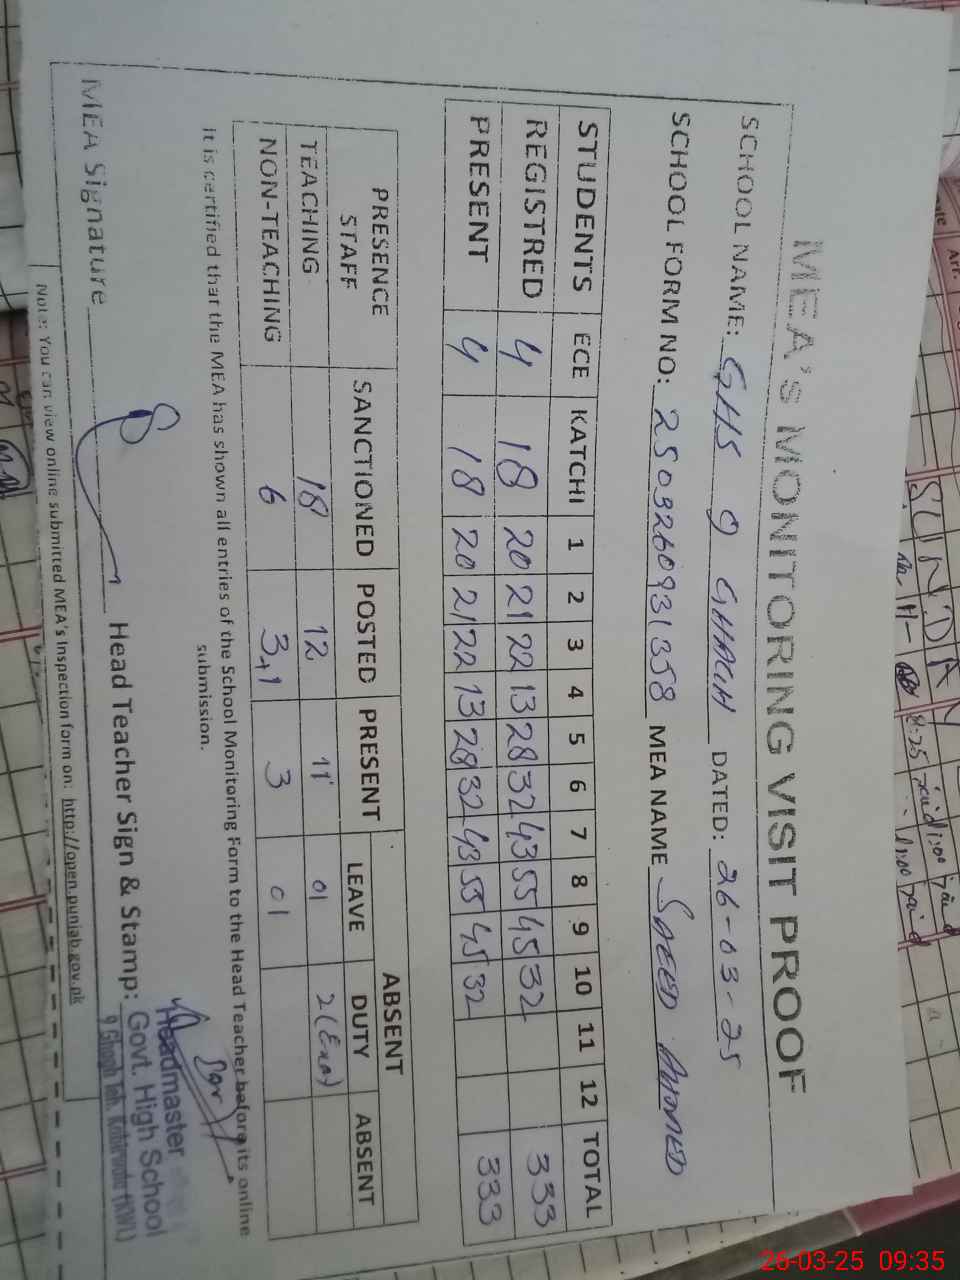 MEA'S MONITORING VISIT PROOF
SCHOOL NAME: GHS 9 GHAGH DATED: 26-03-25
SCHOOL FORM NO: 2503260931358 MEA NAME SAEED AHMED
STUDENTS ECE KATCHI 1 2 3 4 5 6 7 8 9 10 11 12 TOTAL
REGISTRED 4 18 20 21 22 13 28 32 43 55 45 32 333
PRESENT 4 18 20 21 22 13 28 32 43 55 45 32 333
PRESENCE STAFF SANCTIONED POSTED PRESENT ABSENT
LEAVE DUTY ABSENT
TEACHING 18 12 11 01 2(Exa)
NON-TEACHING 6 3+1 3 01
It is certified that the MEA has shown all entries of the School Monitoring Form to the Head Teacher before its online
submission.
MEA Signature Head Teacher Sign & Stamp:
Headmaster
Govt. High School
9 Ghagh Teh. Kabirwala (KWL)
Note: You can view online submitted MEA's Inspection form on: http://open.punjab.gov.pk
26-03-25 09:35